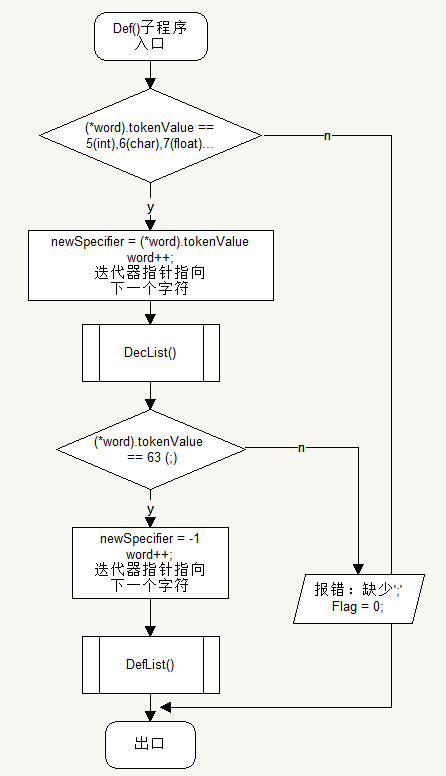 Def()子程序
入口
(*word).tokenValue ==
5(int),6(char),7(float)...
n
y
newSpecifier = (*word).tokenValue
word++;
迭代器指针指向
下一个字符
DecList()
(*word).tokenValue
== 63 (;)
n
y
newSpecifier = -1
word++;
迭代器指针指向
下一个字符
报错：缺少';'
Flag = 0;
DefList()
出口